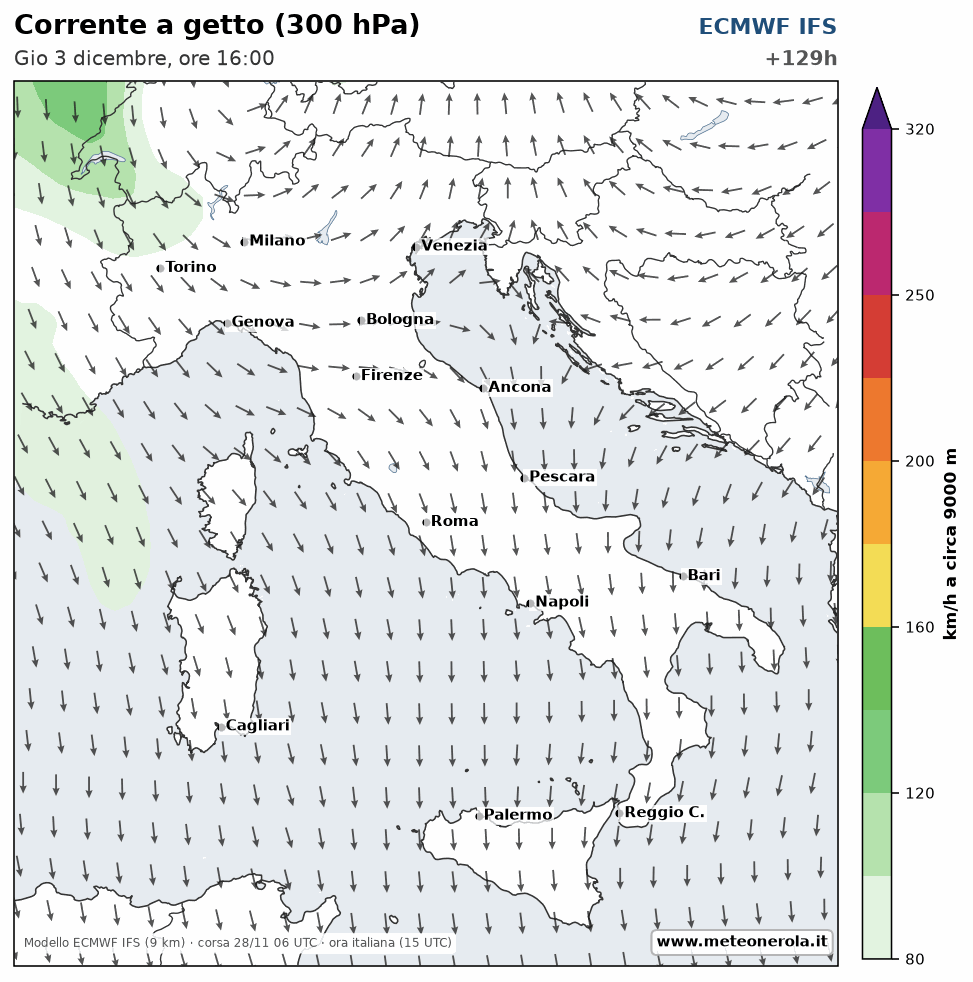 Corrente a getto (300 hPa)
ECMWF IFS
Gio 3 dicembre, ore 16:00
+129h
Milano
Venezia
Torino
Genova
Bologna
Firenze
Ancona
Pescara
Roma
Bari
Napoli
Cagliari
Palermo
Reggio C.
Modello ECMWF IFS (9 km) · corsa 28/11 06 UTC · ora italiana (15 UTC)
www.meteonerola.it
320
250
200
160
120
80
km/h a circa 9000 m